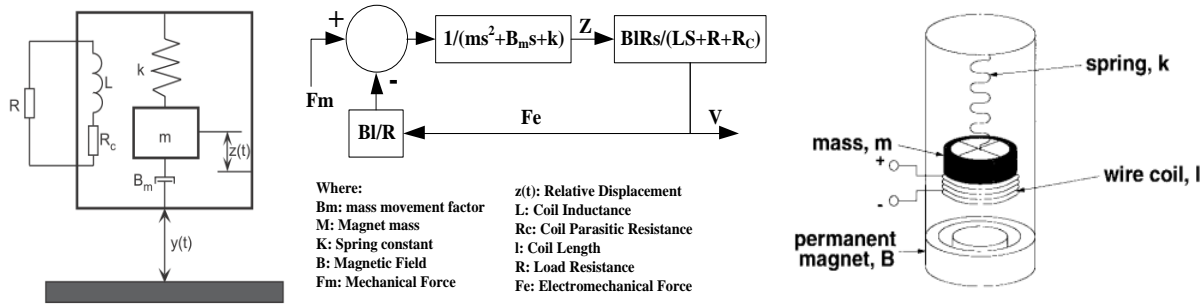 R
L
R_c
k
m
z(t)
B_m
y(t)
+
-
Fm
1/(ms²+B_ms+k)
Z
BlRs/(LS+R+R_C)
Bl/R
Fe
V
Where:
Bm: mass movement factor
M: Magnet mass
K: Spring constant
B: Magnetic Field
Fm: Mechanical Force
z(t): Relative Displacement
L: Coil Inductance
Rc: Coil Parasitic Resistance
l: Coil Length
R: Load Resistance
Fe: Electromechanical Force
spring, k
mass, m
+
-
wire coil, l
permanent
magnet, B